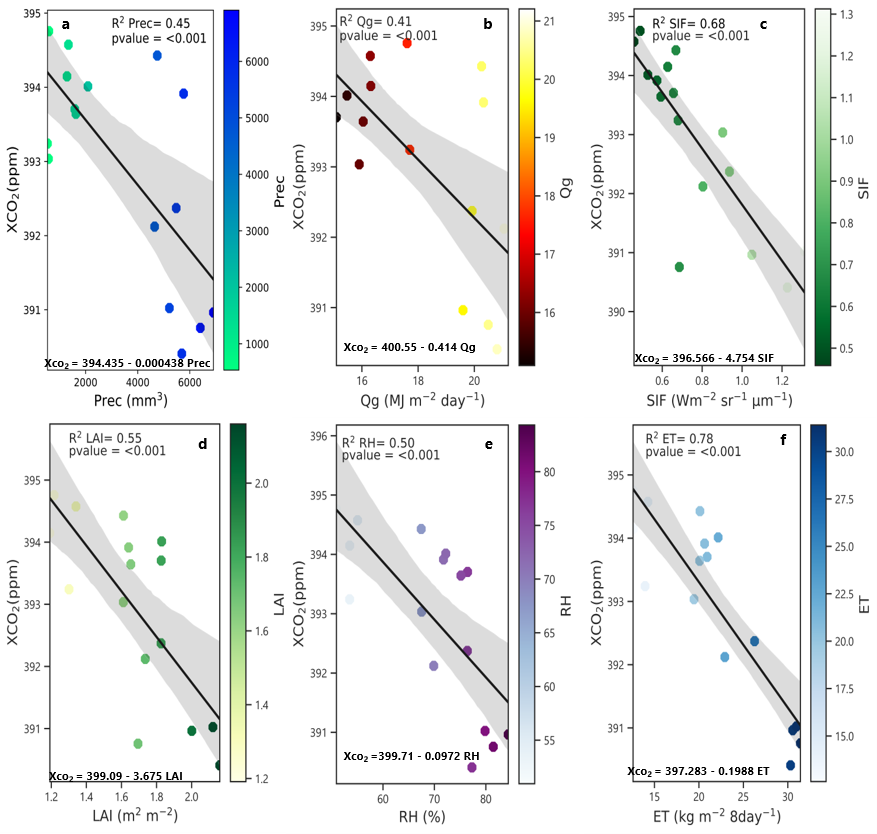 R² Prec= 0.45
pvalue = <0.001
a
395
394
393
392
391
2000
4000
6000
XCO₂(ppm)
Prec (mm³)
Xco₂ = 394.435 - 0.000438 Prec
6000
5000
4000
3000
2000
1000
Prec
R² Qg= 0.41
pvalue = <0.001
b
395
394
393
392
391
16
18
20
XCO₂(ppm)
Qg (MJ m⁻² day⁻¹)
Xco₂ = 400.55 - 0.414 Qg
21
20
19
18
17
16
Qg
R² SIF= 0.68
pvalue = <0.001
c
395
394
393
392
391
390
0.6
0.8
1.0
1.2
XCO₂(ppm)
SIF (Wm⁻² sr⁻¹ μm⁻¹)
Xco₂ = 396.566 - 4.754 SIF
1.3
1.2
1.1
1.0
0.9
0.8
0.7
0.6
0.5
SIF
R² LAI= 0.55
pvalue = <0.001
d
395
394
393
392
391
1.2
1.4
1.6
1.8
2.0
XCO₂(ppm)
LAI (m² m⁻²)
Xco₂ = 399.09 - 3.675 LAI
2.0
1.8
1.6
1.4
1.2
LAI
R² RH= 0.50
pvalue = <0.001
e
396
395
394
393
392
391
60
70
80
XCO₂(ppm)
RH (%)
Xco₂ =399.71 - 0.0972 RH
80
75
70
65
60
55
RH
R² ET= 0.78
pvalue = <0.001
f
395
394
393
392
391
15
20
25
30
XCO₂(ppm)
ET (kg m⁻² 8day⁻¹)
Xco₂ = 397.283 - 0.1988 ET
30.0
27.5
25.0
22.5
20.0
17.5
15.0
ET